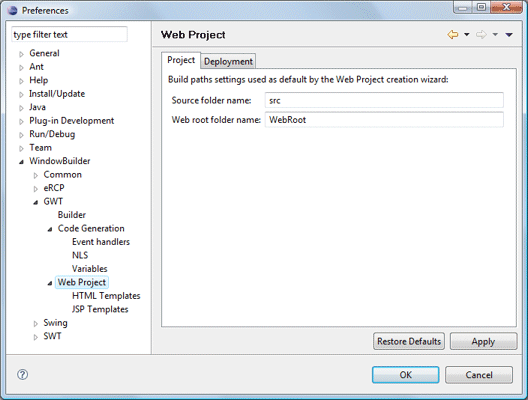 Preferences
type filter text
General
Ant
Help
Install/Update
Java
Plug-in Development
Run/Debug
Team
WindowBuilder
Common
eRCP
GWT
Builder
Code Generation
Event handlers
NLS
Variables
Web Project
HTML Templates
JSP Templates
Swing
SWT
Web Project
Project
Deployment
Build paths settings used as default by the Web Project creation wizard:
Source folder name: src
Web root folder name: WebRoot
Restore Defaults
Apply
?
OK
Cancel